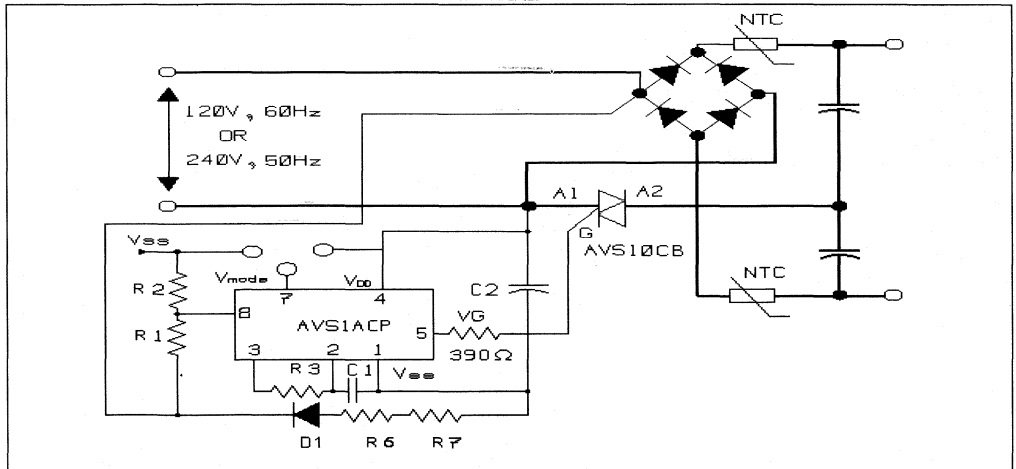 NTC
120V, 60Hz
OR
240V, 50Hz
A1
A2
G
AVS10CB
Vss
R2
Vmode
VDD
7
4
C2
NTC
8
AVS1ACP
5
VG
R1
390Ω
3
2
1
R3
C1
Vss
D1
R6
R7